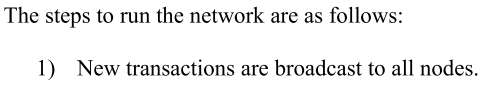 The steps to run the network are as follows:
1) New transactions are broadcast to all nodes.